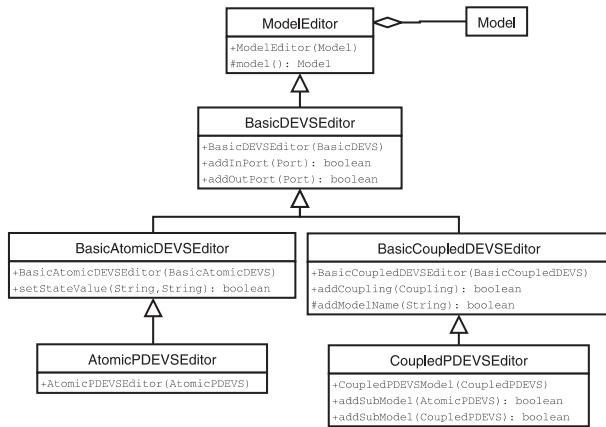 ModelEditor
Model
+ModelEditor(Model)
#model(): Model
BasicDEVSEditor
+BasicDEVSEditor(BasicDEVS)
+addInPort(Port): boolean
+addOutPort(Port): boolean
BasicAtomicDEVSEditor
+BasicAtomicDEVSEditor(BasicAtomicDEVS)
+setStateValue(String,String): boolean
BasicCoupledDEVSEditor
+BasicCoupledDEVSEditor(BasicCoupledDEVS)
+addCoupling(Coupling): boolean
#addModelName(String): boolean
AtomicPDEVSEditor
+AtomicPDEVSEditor(AtomicPDEVS)
CoupledPDEVSEditor
+CoupledPDEVSModel(CoupledPDEVS)
+addSubModel(AtomicPDEVS): boolean
+addSubModel(CoupledPDEVS): boolean